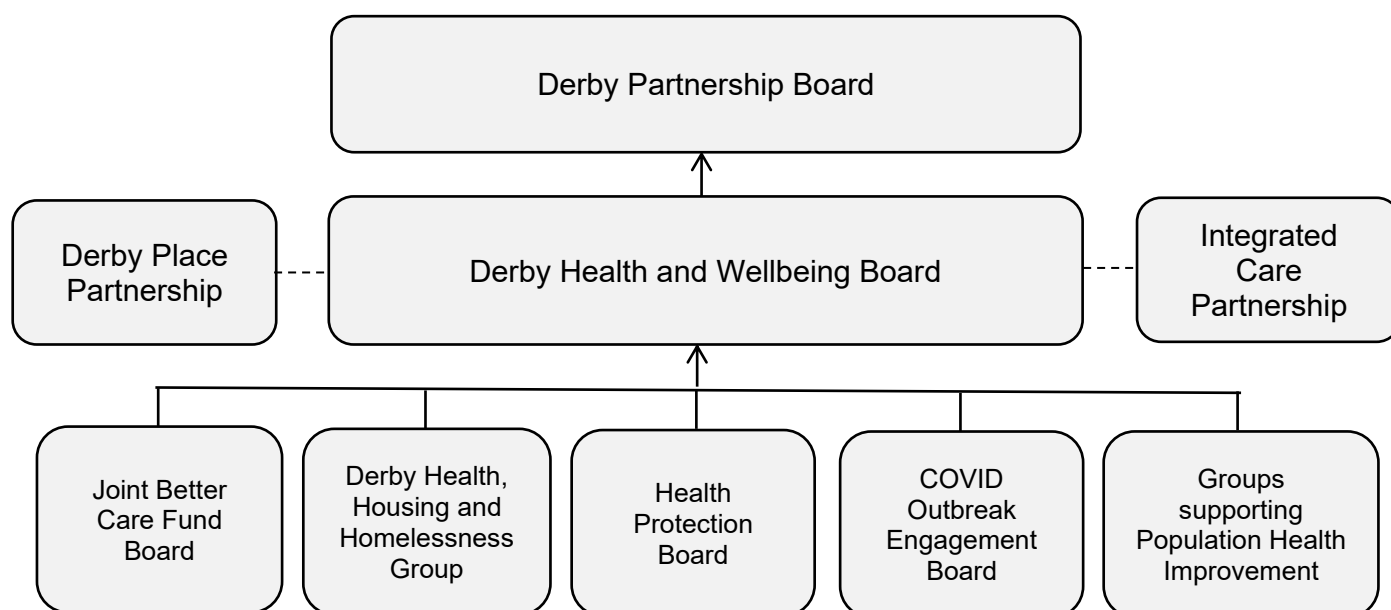 Derby Partnership Board
Derby Place
Partnership
Derby Health and Wellbeing Board
Integrated
Care
Partnership
Joint Better
Care Fund
Board
Derby Health,
Housing and
Homelessness
Group
Health
Protection
Board
COVID
Outbreak
Engagement
Board
Groups
supporting
Population Health
Improvement